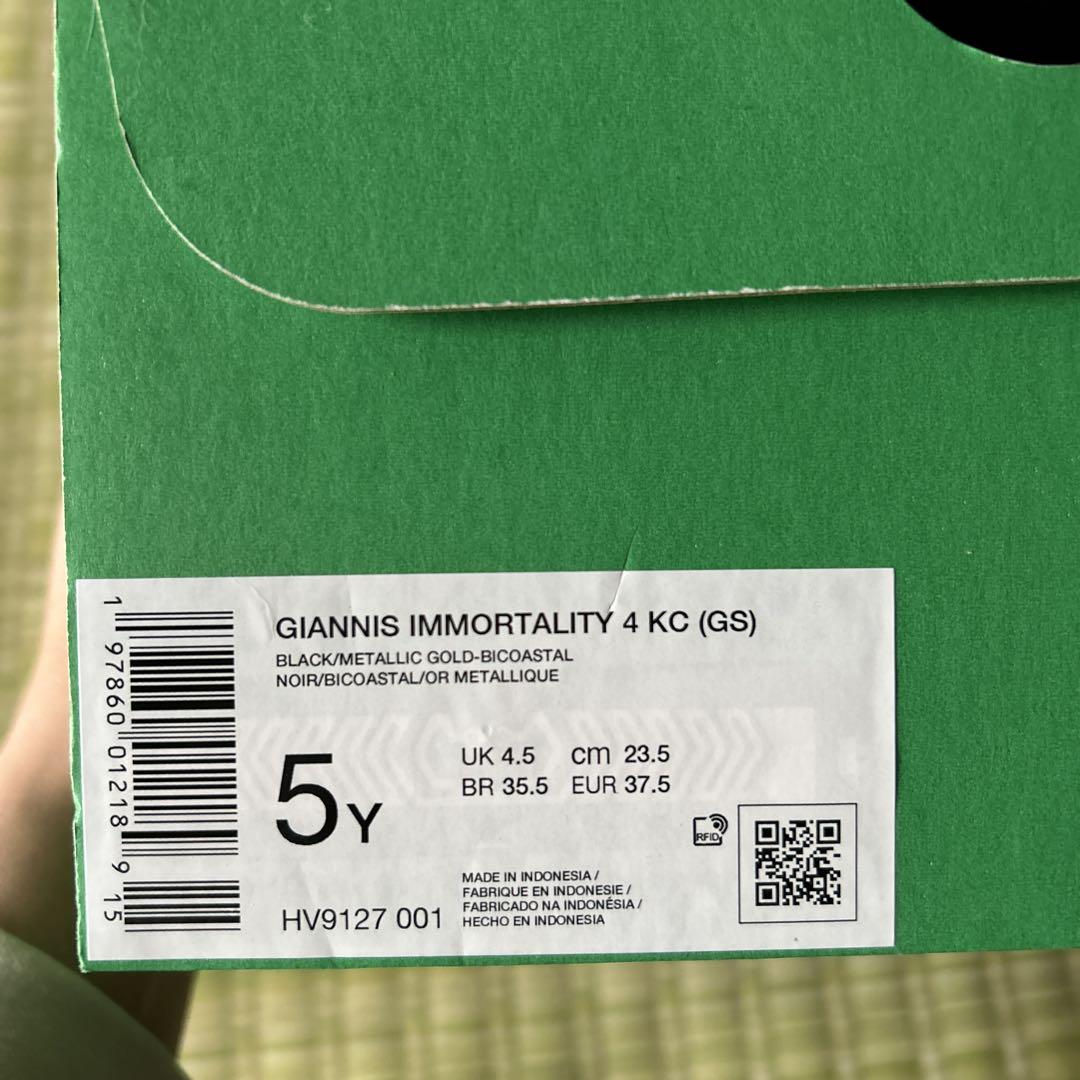 GIANNIS IMMORTALITY 4 KC (GS)
BLACK/METALLIC GOLD-BICOASTAL
NOIR/BICOASTAL/OR METALLIQUE
5Y
UK 4.5 cm 23.5
BR 35.5 EUR 37.5
RFID
MADE IN INDONESIA /
FABRIQUE EN INDONESIE /
FABRICADO NA INDONÉSIA /
HECHO EN INDONESIA
HV9127 001
1 97860 01218 9 15